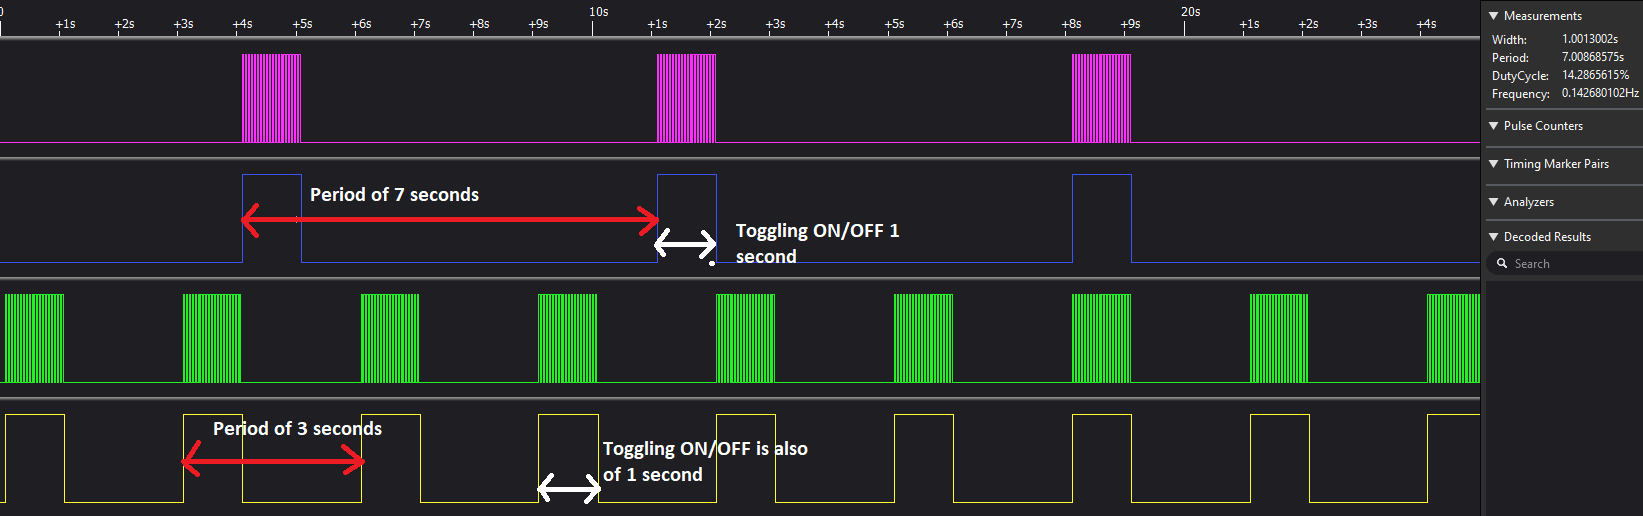 0 10s 20s
+1s +2s +3s +4s +5s +6s +7s +8s +9s +1s +2s +3s +4s +5s +6s +7s +8s +9s +1s +2s +3s +4s
Measurements
Width: 1.0013002s
Period: 7.00868575s
DutyCycle: 14.2865615%
Frequency: 0.142680102Hz
Pulse Counters
Timing Marker Pairs
Analyzers
Decoded Results
Search
Period of 7 seconds
Toggling ON/OFF 1
second
Period of 3 seconds
Toggling ON/OFF is also
of 1 second